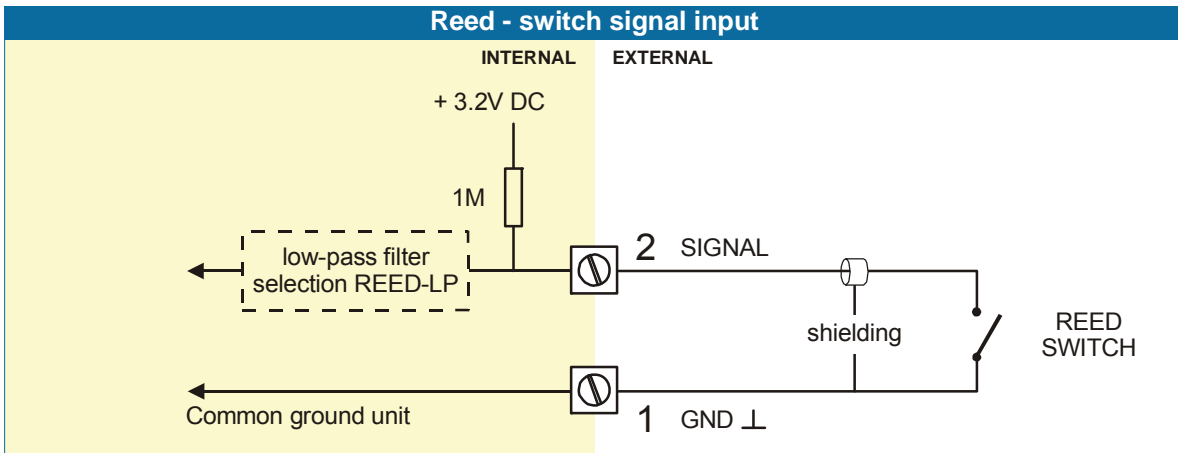 Reed - switch signal input
INTERNAL EXTERNAL
+ 3.2V DC
1M
low-pass filter
selection REED-LP
2 SIGNAL
shielding
REED
SWITCH
Common ground unit
1 GND ⊥